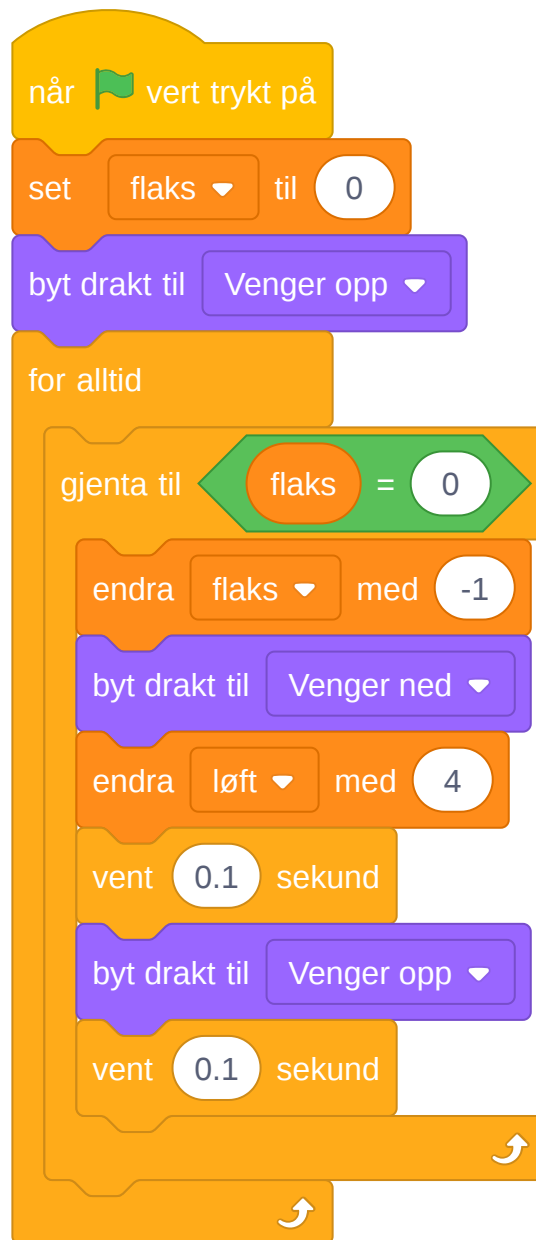 når vert trykt på
set flaks til 0
byt drakt til Venger opp
for alltid
gjenta til flaks = 0
endra flaks med -1
byt drakt til Venger ned
endra løft med 4
vent 0.1 sekund
byt drakt til Venger opp
vent 0.1 sekund